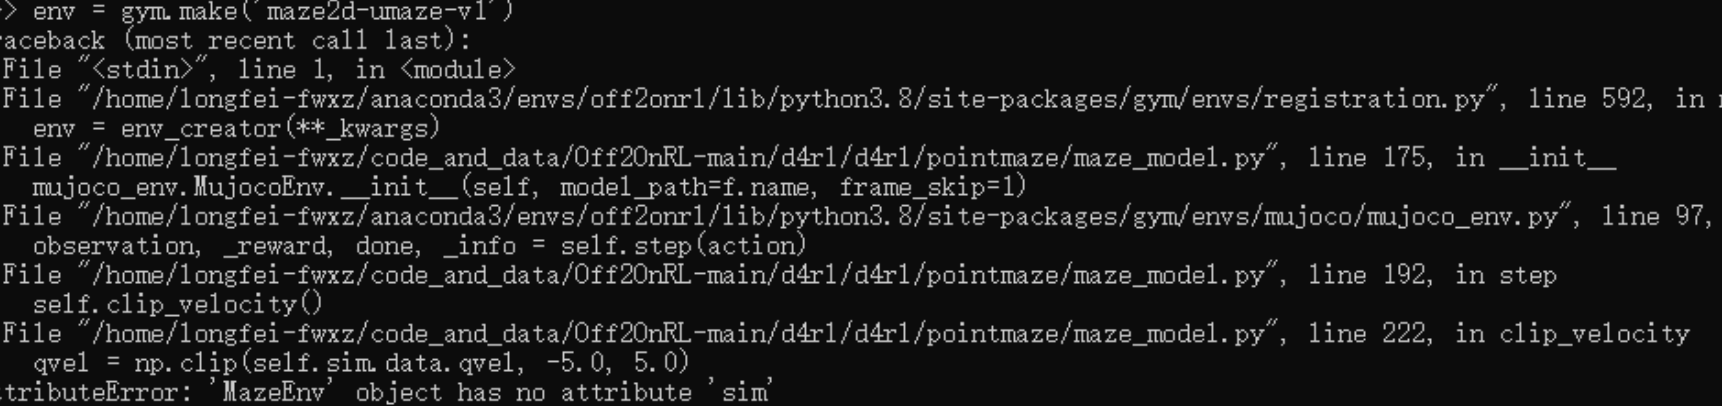 > env = gym.make('maze2d-umaze-v1')
raceback (most recent call last):
File "<stdin>", line 1, in <module>
File "/home/longfei-fwxz/anaconda3/envs/off2onrl/lib/python3.8/site-packages/gym/envs/registration.py", line 592, in
env = env_creator(**_kwargs)
File "/home/longfei-fwxz/code_and_data/Off2OnRL-main/d4rl/d4rl/pointmaze/maze_model.py", line 175, in __init__
mujoco_env.MujocoEnv.__init__(self, model_path=f.name, frame_skip=1)
File "/home/longfei-fwxz/anaconda3/envs/off2onrl/lib/python3.8/site-packages/gym/envs/mujoco/mujoco_env.py", line 97,
observation, _reward, done, _info = self.step(action)
File "/home/longfei-fwxz/code_and_data/Off2OnRL-main/d4rl/d4rl/pointmaze/maze_model.py", line 192, in step
self.clip_velocity()
File "/home/longfei-fwxz/code_and_data/Off2OnRL-main/d4rl/d4rl/pointmaze/maze_model.py", line 222, in clip_velocity
qvel = np.clip(self.sim.data.qvel, -5.0, 5.0)
ttributeError: 'MazeEnv' object has no attribute 'sim'